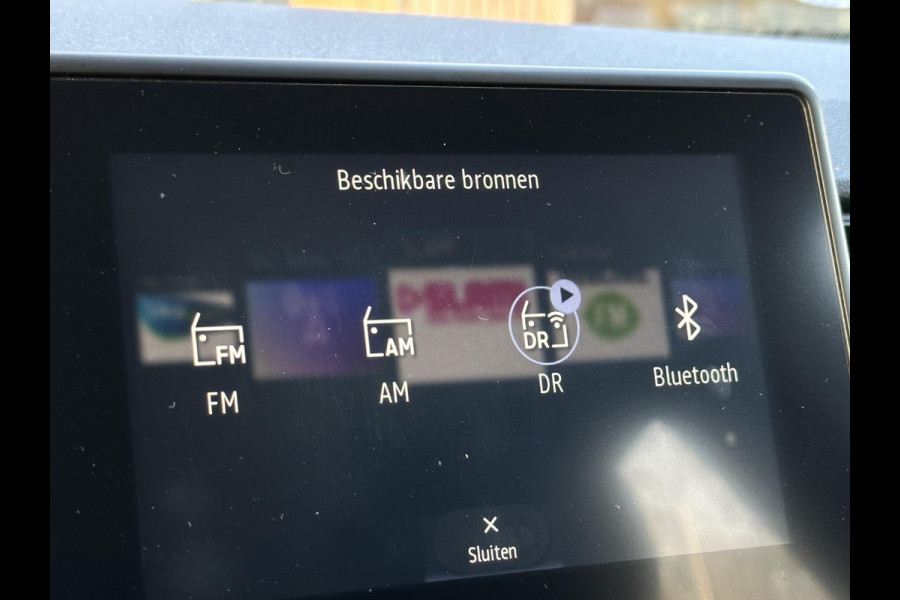 Beschikbare bronnen
FM
AM
DR
FM
AM
DR
Bluetooth
Sluiten